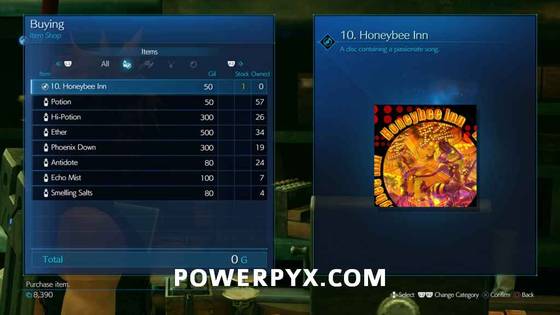 Buying
Item Shop
Items
All
Item Gil Stock Owned
10. Honeybee Inn 50 1 0
Potion 50 57
Hi-Potion 300 26
Ether 500 34
Phoenix Down 300 19
Antidote 80 24
Echo Mist 100 7
Smelling Salts 80 4
Total 0 G
Purchase item.
8,390
10. Honeybee Inn
A disc containing a passionate song.
Honeybee Inn
POWERPYX.COM
Select Change Category Confirm Back